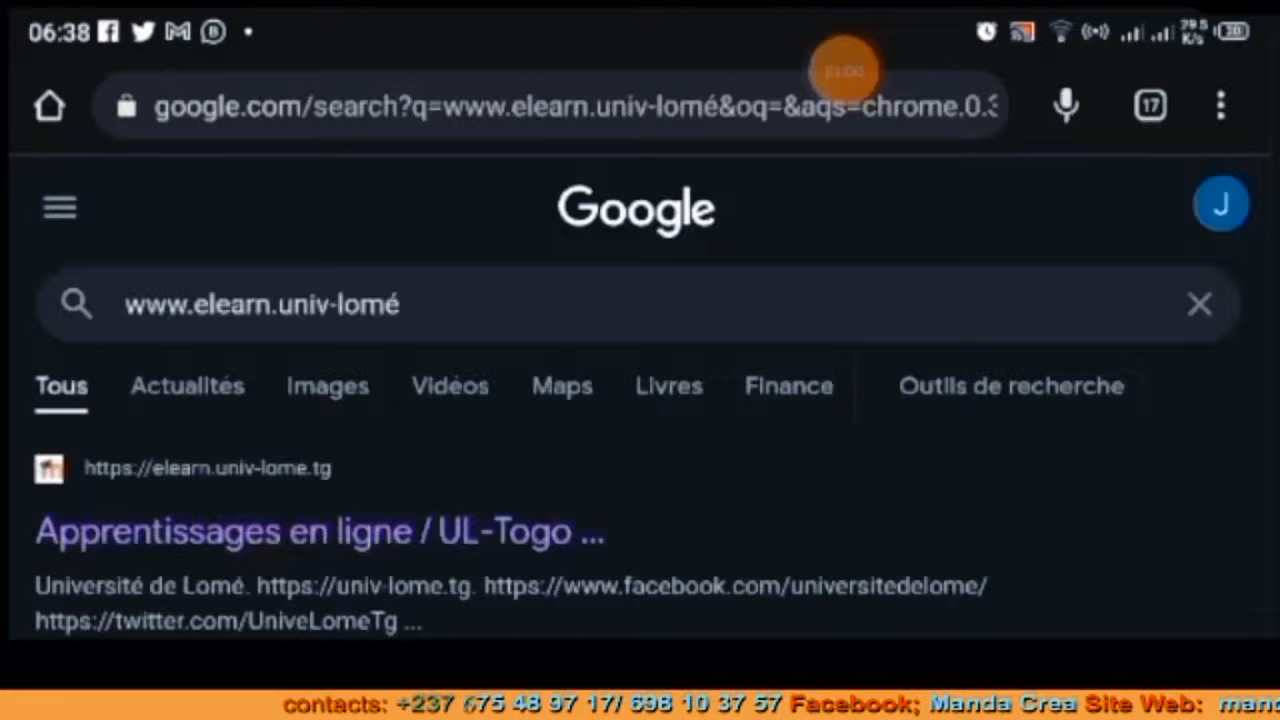 06:38
29.5 K/s
google.com/search?q=www.elearn.univ-lomé&oq=&aqs=chrome.0.3
17
Google
J
www.elearn.univ-lomé
Tous Actualités Images Vidéos Maps Livres Finance Outils de recherche
https://elearn.univ-lome.tg
Apprentissages en ligne / UL-Togo ...
Université de Lomé. https://univ-lome.tg. https://www.facebook.com/universitedelome/
https://twitter.com/UniveLomeTg ...
contacts: +237 675 48 97 17/ 698 10 37 57 Facebook; Manda Crea Site Web: